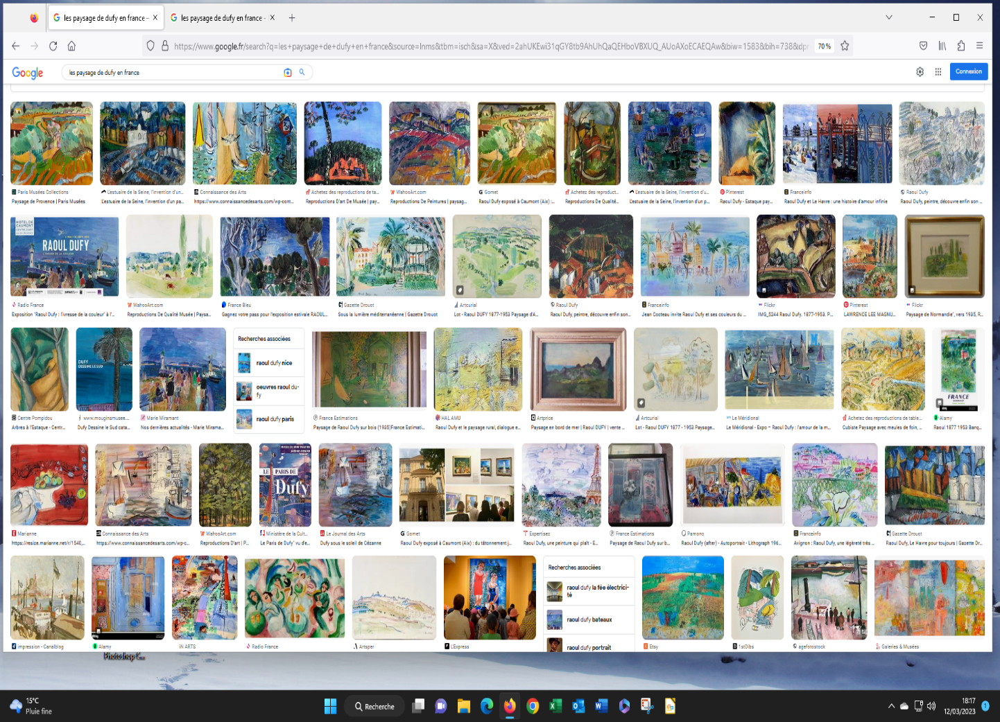 les paysage de dufy en france –
les paysage de dufy en france -
https://www.google.fr/search?q=les+paysage+de+dufy+en+france&source=lnms&tbm=isch&sa=X&ved=2ahUKEwi31qGY8tb9AhUhQaQEHboVBXUQ_AUoAXoECAEQAw&biw=1583&bih=738&dpr
70 %
Google
les paysage de dufy en france
Connexion
Paris Musées Collections
Paysage de Provence | Paris Musées
L'estuaire de la Seine, l'invention d'un...
L'estuaire de la Seine, l'invention d'un pa...
Connaissance des Arts
https://www.connaissancedesarts.com/wp-cont...
Achetez des reproductions de ta...
Reproductions D'art De Musée | pay...
WahooArt.com
Reproductions De Peintures | paysag...
Gomet
Raoul Dufy exposé à Caumont (Aix) :...
Achetez des reproduct...
Reproductions De Qualité...
L'estuaire de la Seine, l'invention d'u...
L'estuaire de la Seine, l'invention d'un p...
Pinterest
Raoul Dufy - Estaque pay...
Franceinfo
Raoul Dufy et Le Havre : une histoire d'amour infinie
Raoul Dufy
Raoul Dufy, peintre, découvre enfin son ...
HOTEL DE
CAUMONT
RAOUL DUFY
Radio France
Exposition "Raoul Dufy : l'ivresse de la couleur" à l'...
WahooArt.com
Reproductions De Qualité Musée | Paysa...
France Bleu
Gagnez votre pass pour l'exposition estivale RAOUL...
Gazette Drouot
Sous la lumière méditerranéenne | Gazette Drouot
Artcurial
Lot - Raoul DUFY 1877-1953 Paysage d'A...
Raoul Dufy
Raoul Dufy, peintre, découvre enfin son...
Franceinfo
Jean Cocteau invite Raoul Dufy et ses couleurs du ...
Flickr
IMG_5244 Raoul Dufy. 1877-1953. P...
Pinterest
LAWRENCE LEE MAGNU...
Flickr
Paysage de Normandie', vers 1935, R...
DUFY
DESSINE LE SUD
Recherches associées
raoul dufy nice
oeuvres raoul du-
fy
raoul dufy paris
FRANCE
Centre Pompidou
Arbres à l'Estaque - Centr...
www.mouginsmusee...
Dufy Dessine le Sud cata...
Marie Miramant
Nos dernières actualités - Marie Mirama...
France Estimations
Paysage de Raoul Dufy sur bois (1935)France Estimati...
HAL AMU
Raoul Dufy et le paysage rural, dialogue e...
Artprice
Paysage en bord de mer | Raoul DUFY | vente ...
Artcurial
Lot - Raoul DUFY 1877 - 1953 Paysage...
Le Méridional
Le Méridional - Expo – Raoul Dufy : l'amour de la m...
Achetez des reproductions de table...
Cubiste Paysage avec meules de foin, ...
Alamy
Raoul 1877 1953 Banq...
LE PARIS DE
Dufy
Marianne
https://resize.marianne.net/r/1540,...
Connaissance des Arts
https://www.connaissancedesarts.com/wp-c...
WahooArt.com
Reproductions D'art | P...
Ministère de la Cult...
Le Paris de Dufy" vu d'e...
Le Journal des Arts
Dufy sous le soleil de Cézanne
Gomet
Raoul Dufy exposé à Caumont (Aix) : du tâtonnement j...
Expertisez
Raoul Dufy, une peinture qui plaît - E...
France Estimations
Paysage de Raoul Dufy sur b...
Pamono
Raoul Dufy (after) - Autoportrait - Lithograph 196...
Franceinfo
Avignon : Raoul Dufy, une légèreté très ...
Gazette Drouot
Raoul Dufy, Le Havre pour toujours | Gazette Dr...
Recherches associées
raoul dufy la fée électrici-
té
raoul dufy bateaux
raoul dufy portrait
impression - Canalblog
Alamy
iN ARTS
Radio France
Artsper
L'Express
Etsy
1stDibs
agefotostock
Galeries & Musées
Photoshop C...
15°C
Pluie fine
Recherche
18:17
12/03/2023
1